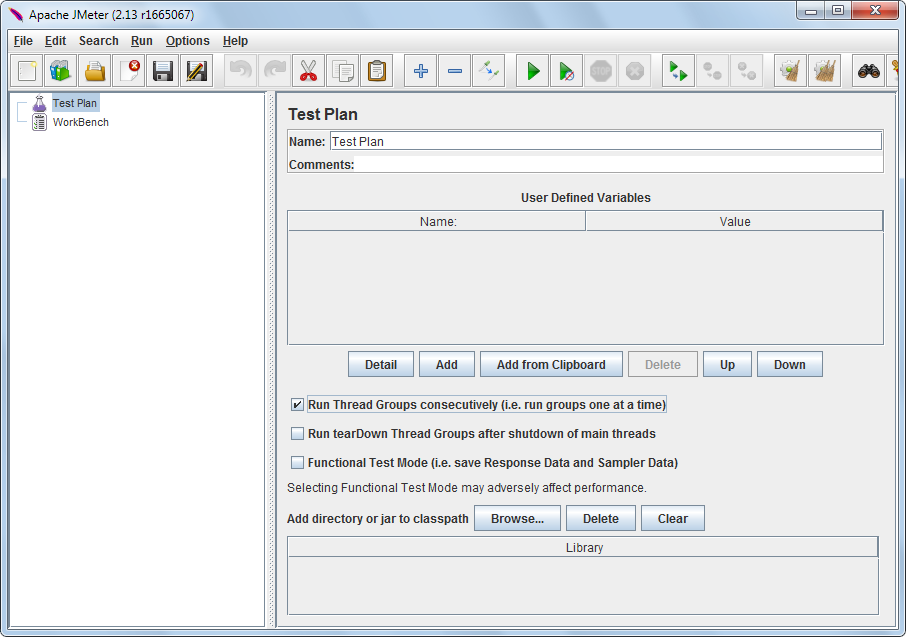 Apache JMeter (2.13 r1665067)
File Edit Search Run Options Help
STOP
Test Plan
WorkBench
Test Plan
Name: Test Plan
Comments:
User Defined Variables
Name: Value
Detail Add Add from Clipboard Delete Up Down
Run Thread Groups consecutively (i.e. run groups one at a time)
Run tearDown Thread Groups after shutdown of main threads
Functional Test Mode (i.e. save Response Data and Sampler Data)
Selecting Functional Test Mode may adversely affect performance.
Add directory or jar to classpath Browse... Delete Clear
Library